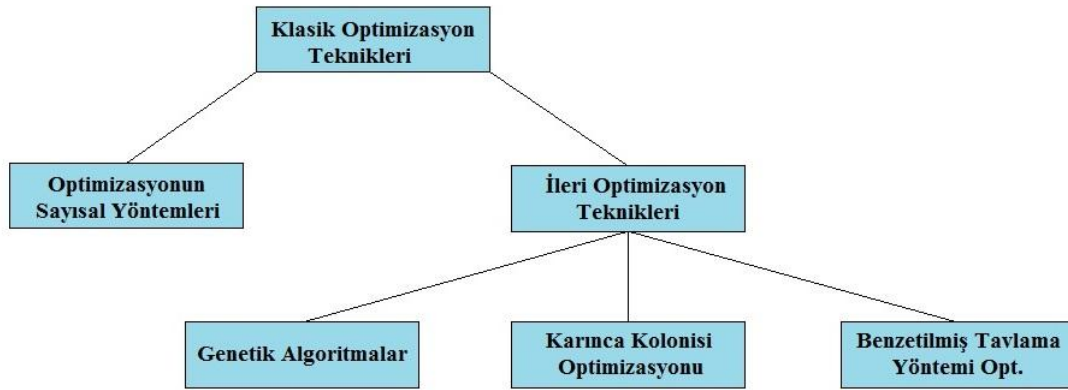 Klasik Optimizasyon
Teknikleri
Optimizasyonun
Sayısal Yöntemleri
İleri Optimizasyon
Teknikleri
Genetik Algoritmalar
Karınca Kolonisi
Optimizasyonu
Benzetilmiş Tavlama
Yöntemi Opt.